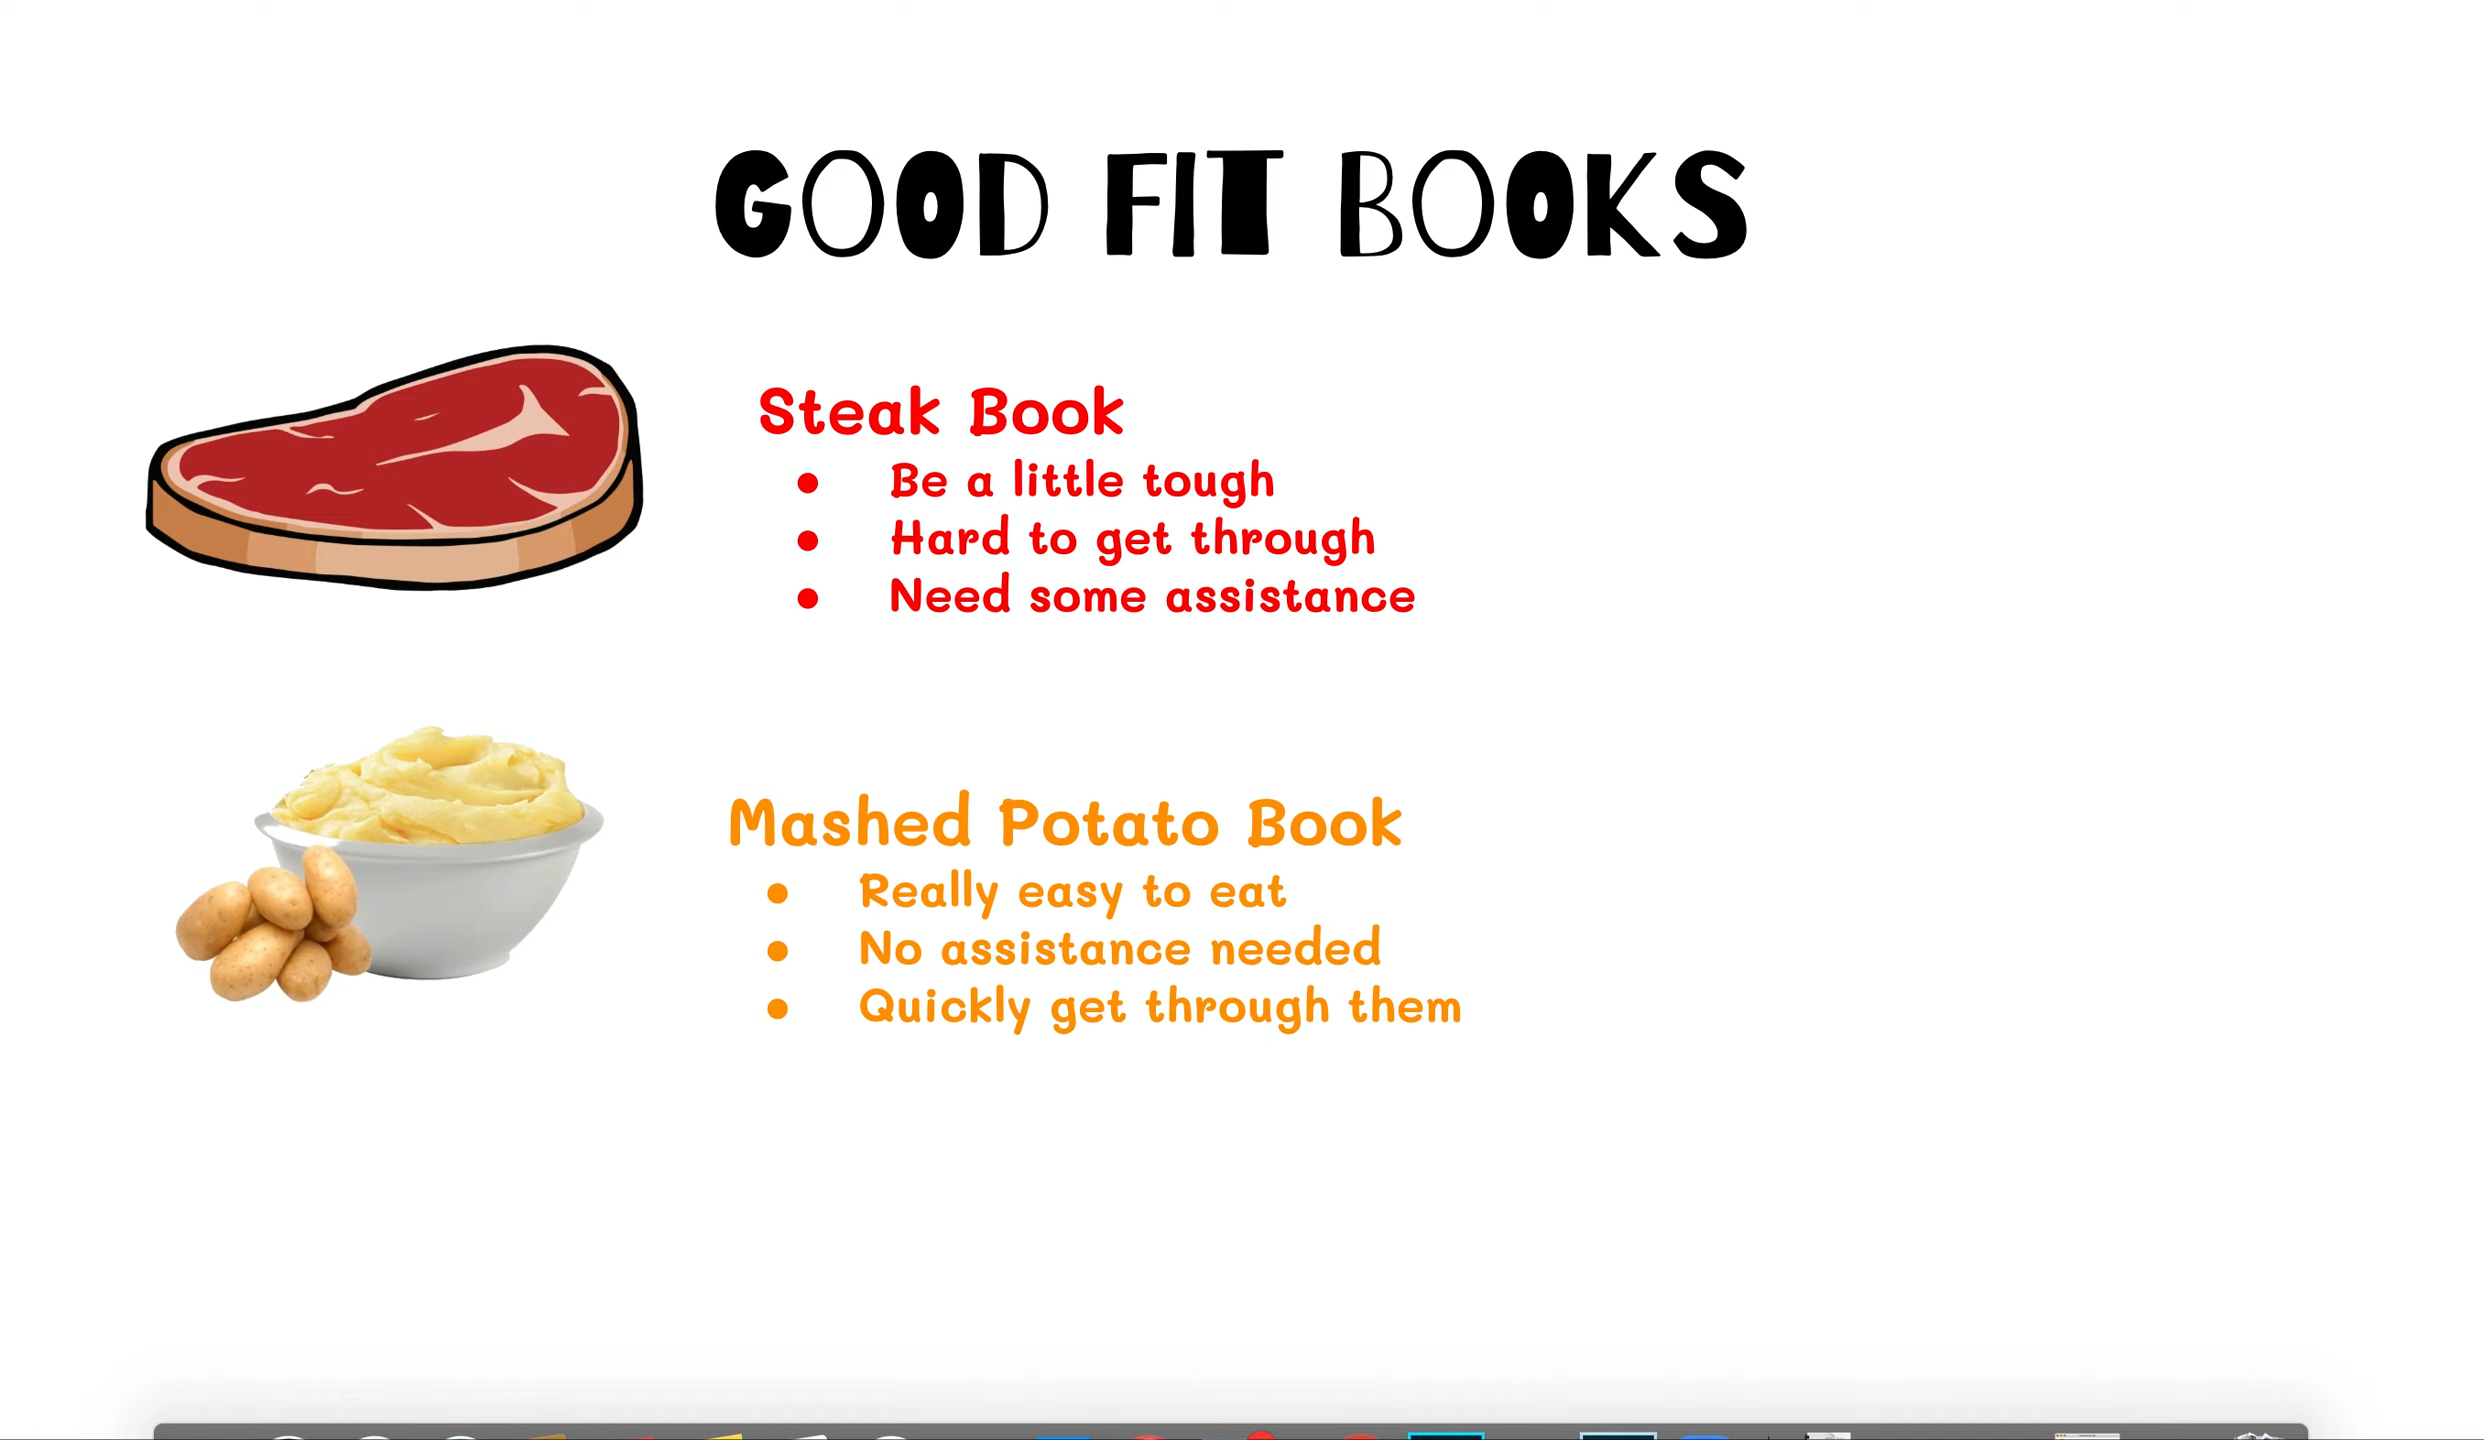 GOOD FIT BOOKS
Steak Book
● Be a little tough
● Hard to get through
● Need some assistance
Mashed Potato Book
● Really easy to eat
● No assistance needed
● Quickly get through them